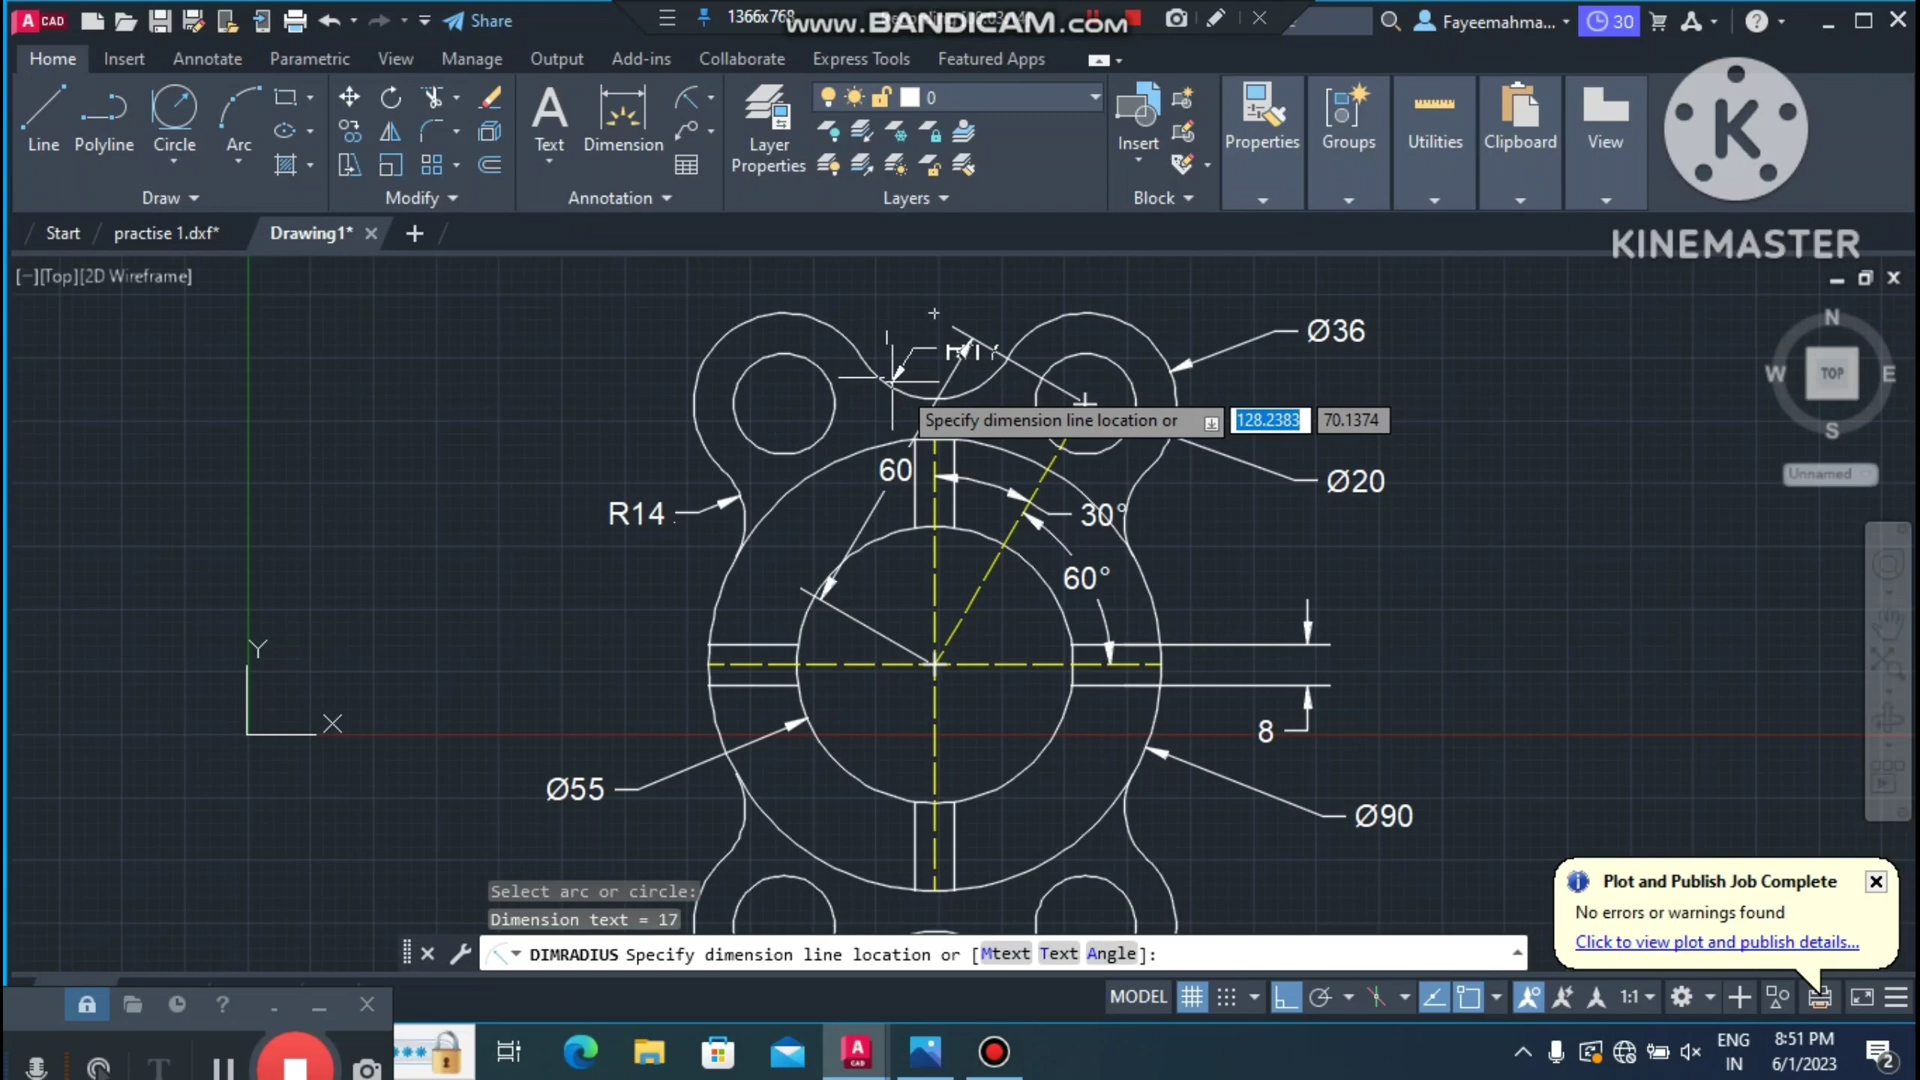 CAD
Share
1366x768
www.BANDICAM.com
Fayeemahma...
30
Home
Insert
Annotate
Parametric
View
Manage
Output
Add-ins
Collaborate
Express Tools
Featured Apps
0
Line
Polyline
Circle
Arc
Text
Dimension
Layer
Properties
Insert
Properties
Groups
Utilities
Clipboard
View
K
Draw
Modify
Annotation
Layers
Block
KINEMASTER
Start
practise 1.dxf*
Drawing1*
[−][Top][2D Wireframe]
N
W
TOP
E
S
Unnamed
Ø36
Specify dimension line location or
128.2383
70.1374
60
Ø20
R14
30°
60°
Y
X
8
Ø55
Ø90
Select arc or circle:
Dimension text = 17
DIMRADIUS Specify dimension line location or [Mtext Text Angle]:
Plot and Publish Job Complete
No errors or warnings found
Click to view plot and publish details...
MODEL
1:1
ENG
IN
8:51 PM
6/1/2023
2